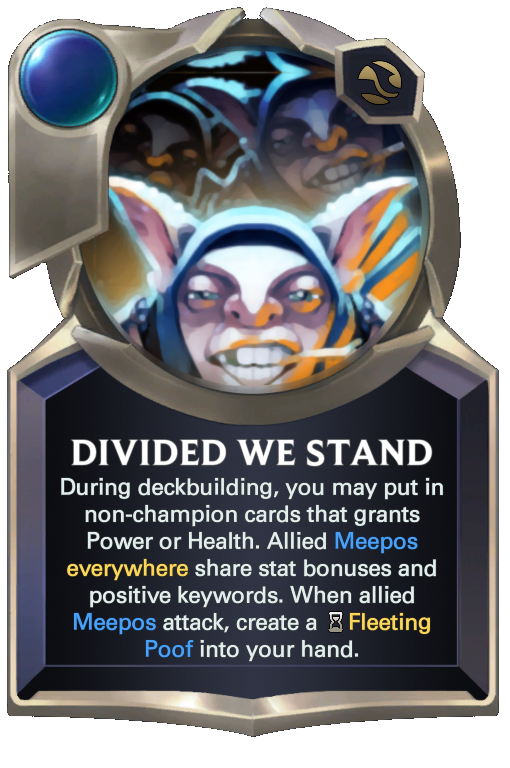 DIVIDED WE STAND
During deckbuilding, you may put in
non-champion cards that grants
Power or Health. Allied Meepos
everywhere share stat bonuses and
positive keywords. When allied
Meepos attack, create a Fleeting
Poof into your hand.